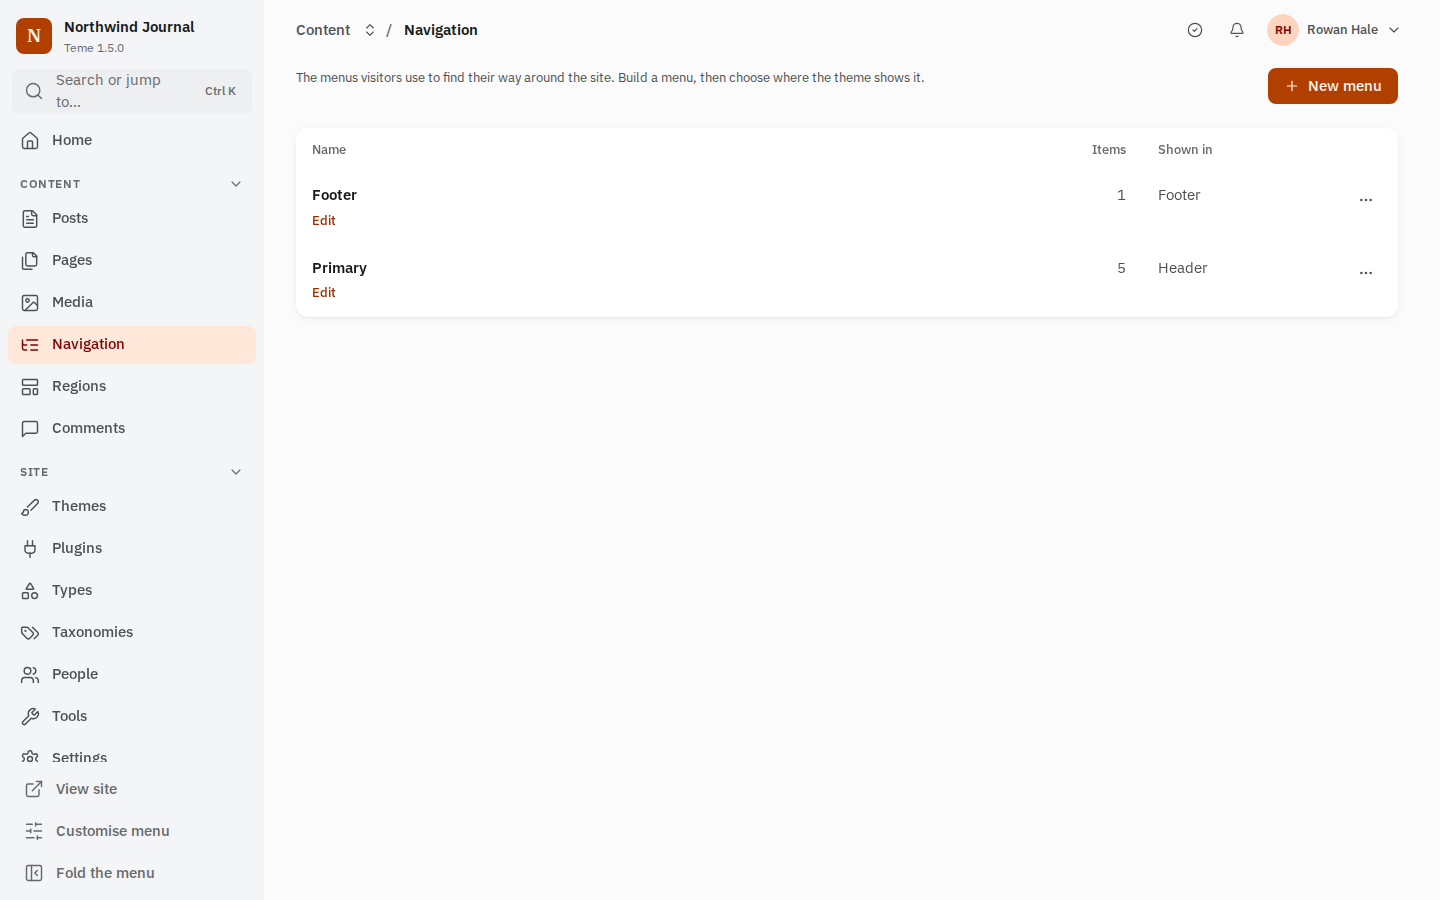 N
Northwind Journal
Teme 1.5.0
Search or jump
to...
Ctrl K
Home
CONTENT
Posts
Pages
Media
Navigation
Regions
Comments
SITE
Themes
Plugins
Types
Taxonomies
People
Tools
Settings
View site
Customise menu
Fold the menu
Content / Navigation
RH Rowan Hale
The menus visitors use to find their way around the site. Build a menu, then choose where the theme shows it.
New menu
Name Items Shown in
Footer 1 Footer
Edit
Primary 5 Header
Edit